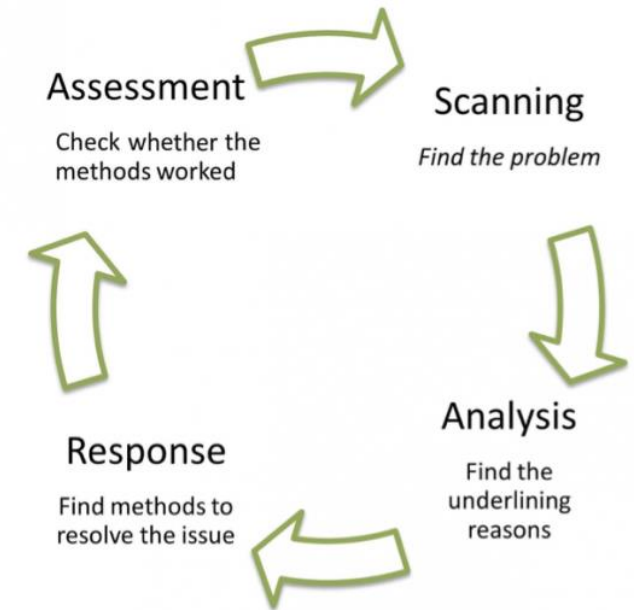 Assessment
Check whether the
methods worked
Scanning
Find the problem
Analysis
Find the
underlining
reasons
Response
Find methods to
resolve the issue